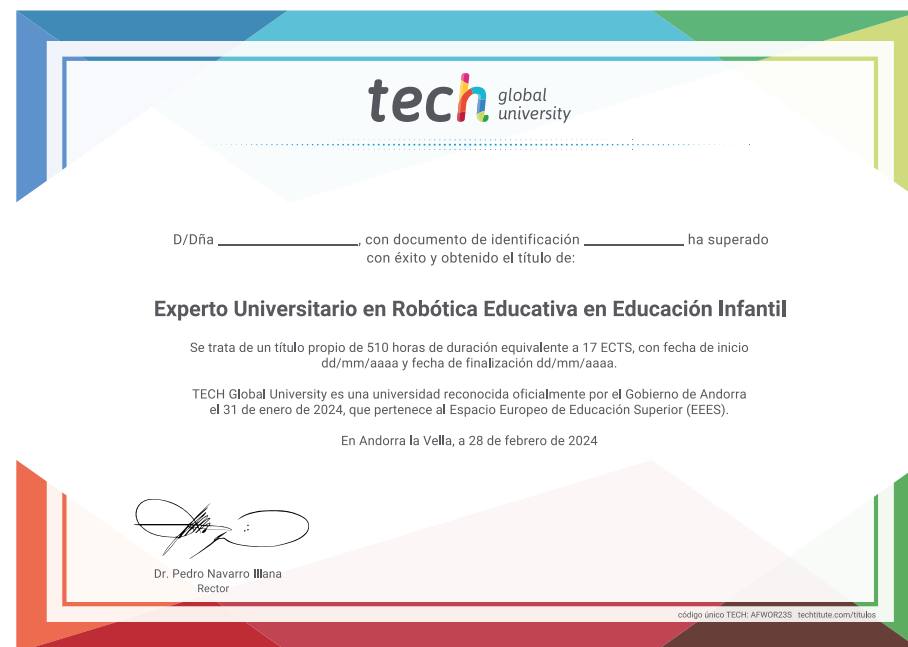 tech global university
D/Dña ____________________, con documento de identificación ______________ ha superado
con éxito y obtenido el título de:
Experto Universitario en Robótica Educativa en Educación Infantil
Se trata de un título propio de 510 horas de duración equivalente a 17 ECTS, con fecha de inicio
dd/mm/aaaa y fecha de finalización dd/mm/aaaa.
TECH Global University es una universidad reconocida oficialmente por el Gobierno de Andorra
el 31 de enero de 2024, que pertenece al Espacio Europeo de Educación Superior (EEES).
En Andorra la Vella, a 28 de febrero de 2024
Dr. Pedro Navarro Illana
Rector
código único TECH: AFWOR23S techtitute.com/titulos